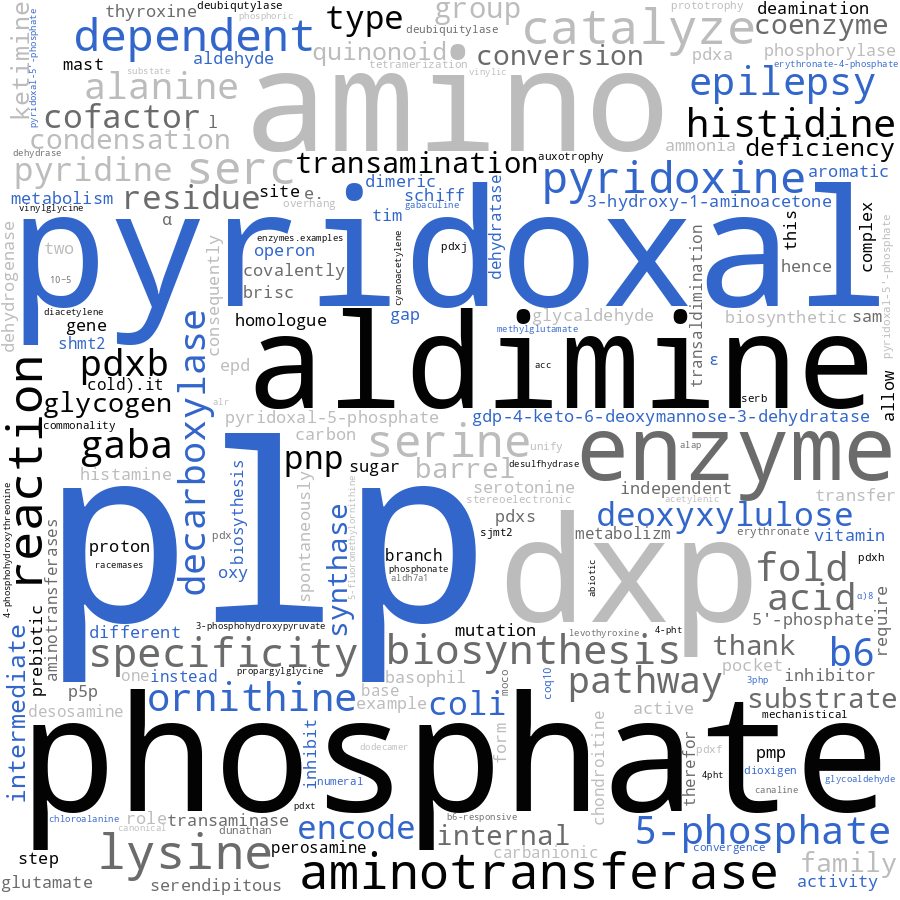 deubiqutylase
thyroxine
phosphoric
type
group
prototrophy
deamination
dependent
deubiquitylase
catalyze
coenzyme
ketimine
pyridoxal-5′-phosphate
quinonoid
conversion
pdxa
phosphorylase
mast
aldehyde
tetramerization
erythronate-4-phosphate
substate
vinylic
alanine
amino
epilepsy
cofactor
l
histidine
condensation
ammonia
deficiency
dehydrase
pyridine
serc
transamination
auxotrophy
pyridoxine
aromatic
metabolism
residue
site
e.
dimeric
schiff
3-hydroxy-1-aminoacetone
vinylglycine
α
overhang
tim
gabaculine
dehydratase
this
complex
pyridoxal
two
enzymes.examples
operon
cyanoacetylene
pdxj
transaldimination
hence
dehydrogenase
10−5
consequently
covalently
brisc
pyridoxal-5'-phosphate
diacetylene
gene
homologue
gap
glycaldehyde
biosynthetic
sam
shmt2
methylglutamate
pdxb
epd
aldimine
acc
ε
cold).it
decarboxylase
serb
allow
glycogen
alr
pyridoxal-5-phosphate
gdp-4-keto-6-deoxymannose-3-dehydratase
commonality
reaction
gaba
carbon
serine
unify
enzyme
alap
pnp
sugar
barrel
desulfhydrase
histamine
serotonine
independent
stereoelectronic
acetylenic
transfer
4-phosphohydroxythreonine
plp
biosythesis
spontaneously
5-fluoromethylornithine
synthase
pdxs
deoxyxylulose
aminotransferases
proton
pdx
sjmt2
metabolizm
erythronate
vitamin
racemases
oxy
branch
phosphonate
aldh7a1
dxp
abiotic
fold
pdxh
acid
α)8
prebiotic
different
3-phosphohydroxypyruvate
mutation
levothyroxine
4-pht
5'-phosphate
require
intermediate
specificity
biosynthesis
thank
b6
one
instead
propargylglycine
basophil
moco
coq10
pathway
pocket
3php
inhibitor
p5p
ornithine
base
example
coli
substrate
desosamine
active
mechanistical
phosphate
inhibit
dodecamer
form
chondroitine
therefor
pdxf
pmp
4pht
dioxigen
glycoaldehyde
numeral
canaline
pdxt
chloroalanine
role
transaminase
canonical
dunathan
encode
b6-responsive
internal
5-phosphate
step
lysine
perosamine
carbanionic
convergence
family
glutamate
serendipitous
aminotransferase
activity